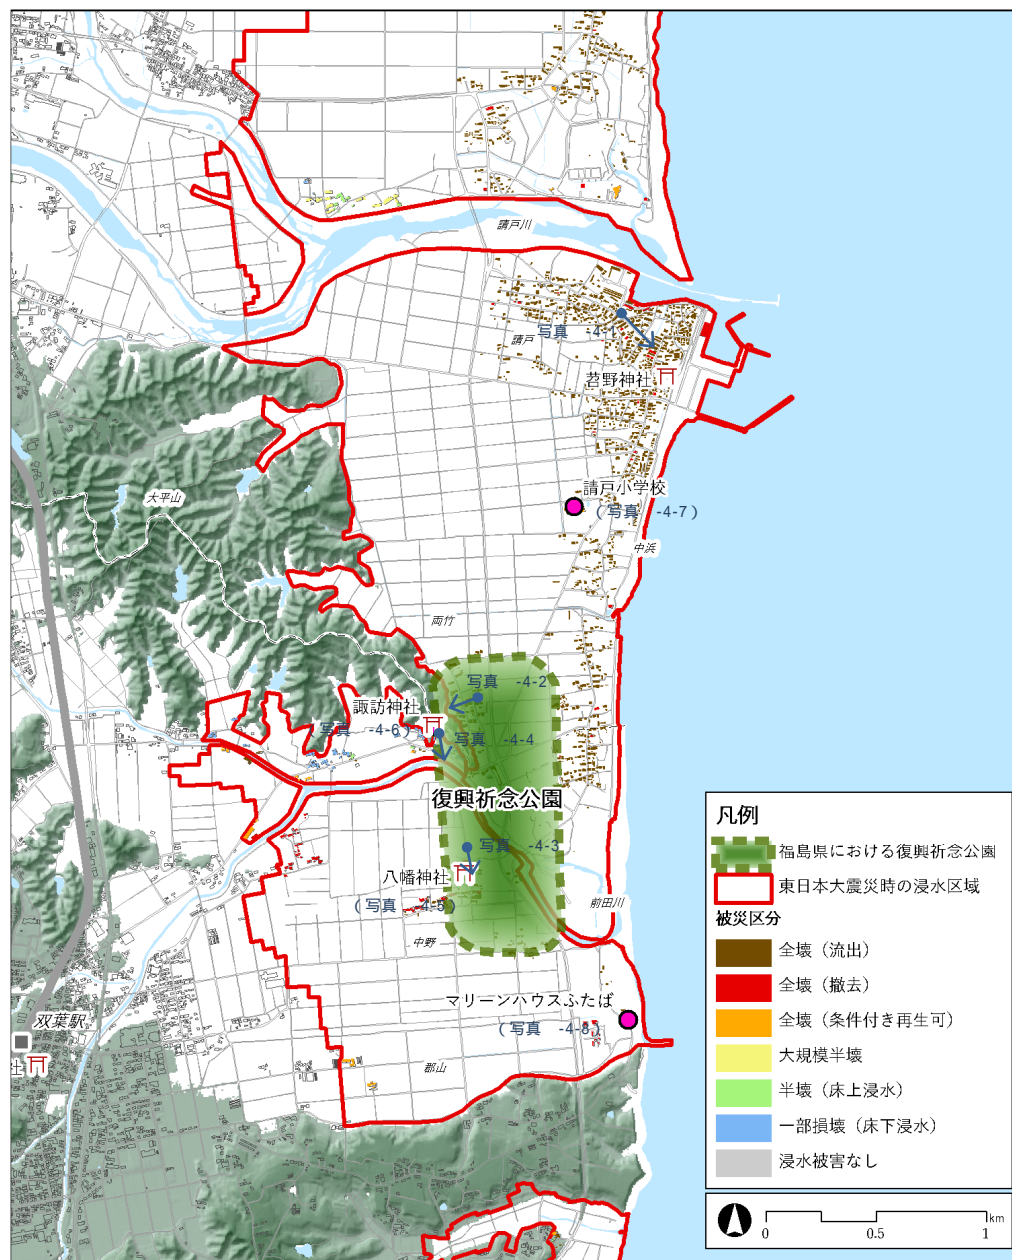 請戸川
写真 -4-1
請戸
苕野神社
請戸小学校
（写真 -4-7）
大平山
中浜
両竹
写真 -4-2
諏訪神社
（写真 -4-6）
写真 -4-4
復興祈念公園
写真 -4-3
八幡神社
（写真 -4-5）
前田川
中野
マリーンハウスふたば
（写真 -4-8）
双葉駅
社
郡山
凡例
福島県における復興祈念公園
東日本大震災時の浸水区域
被災区分
全壊（流出）
全壊（撤去）
全壊（条件付き再生可）
大規模半壊
半壊（床上浸水）
一部損壊（床下浸水）
浸水被害なし
0 0.5 1 km